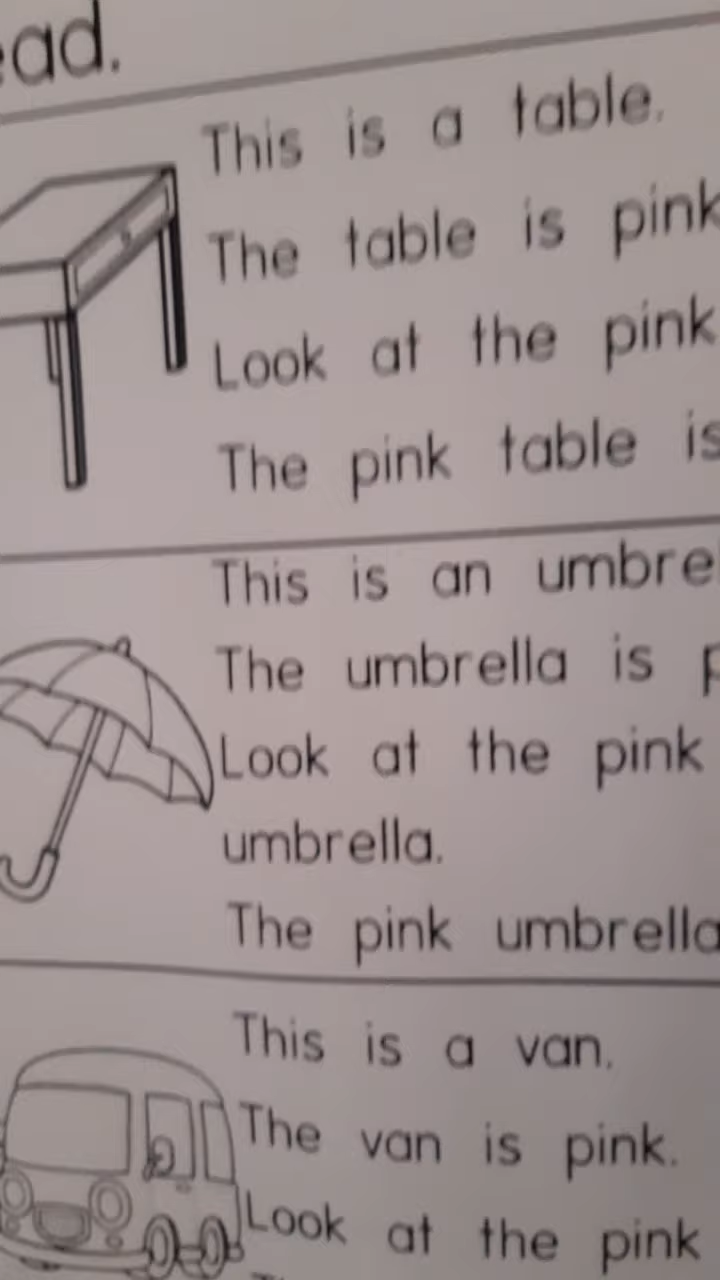 ead.
This is a table.
The table is pink
Look at the pink
The pink table is
This is an umbre
The umbrella is
Look at the pink
umbrella.
The pink umbrella
This is a van.
The van is pink.
Look at the pink